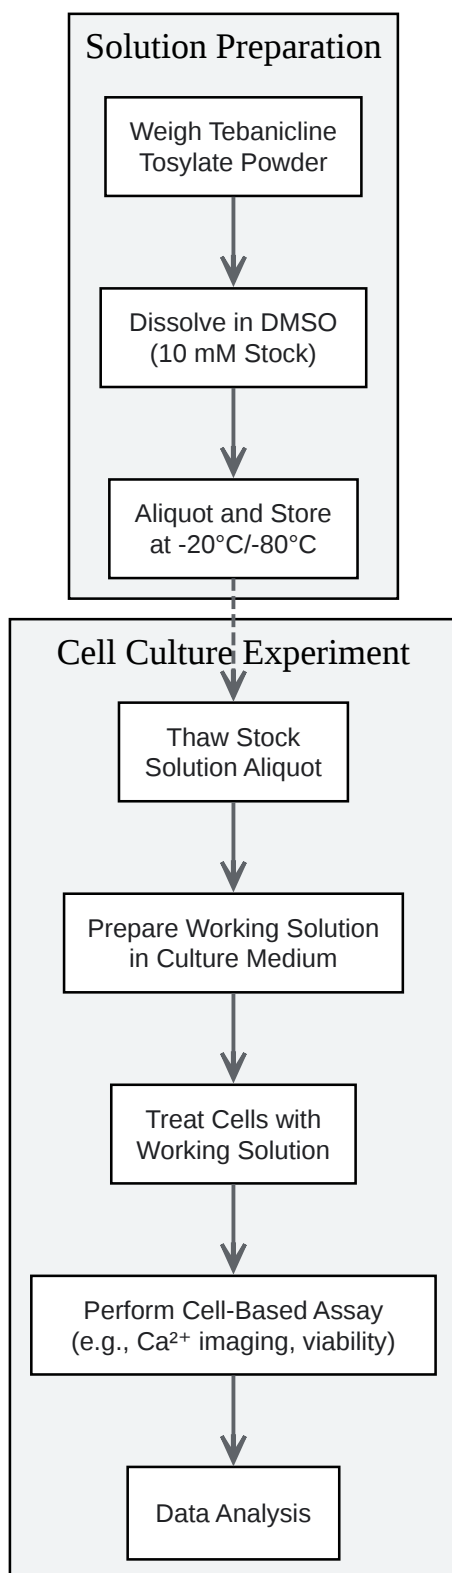 Solution Preparation
Weigh Tebanicline
Tosylate Powder
Dissolve in DMSO
(10 mM Stock)
Aliquot and Store
at -20°C/-80°C
Cell Culture Experiment
Thaw Stock
Solution Aliquot
Prepare Working Solution
in Culture Medium
Treat Cells with
Working Solution
Perform Cell-Based Assay
(e.g., Ca²⁺ imaging, viability)
Data Analysis